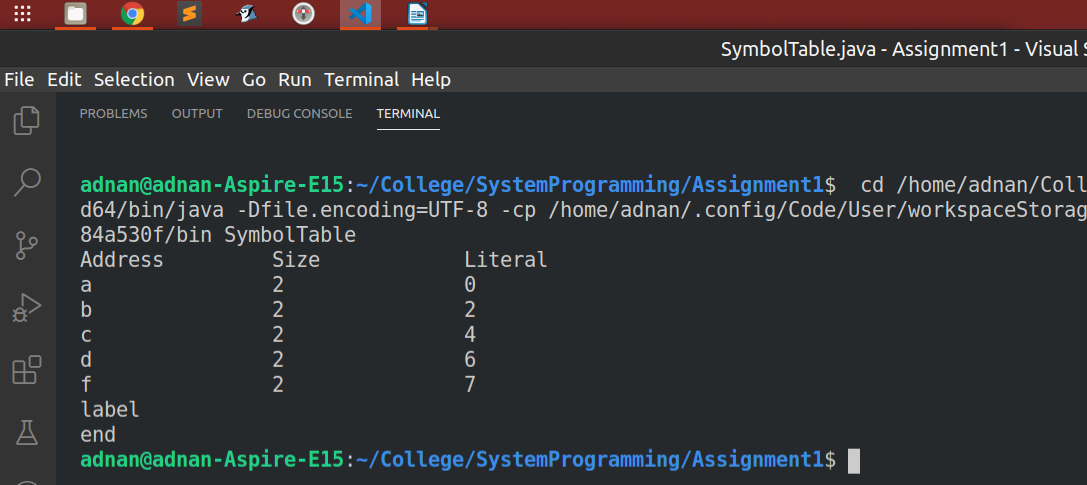 SymbolTable.java - Assignment1 - Visual
File Edit Selection View Go Run Terminal Help
PROBLEMS OUTPUT DEBUG CONSOLE TERMINAL
adnan@adnan-Aspire-E15:~/College/SystemProgramming/Assignment1$ cd /home/adnan/Coll
d64/bin/java -Dfile.encoding=UTF-8 -cp /home/adnan/.config/Code/User/workspaceStorag
84a530f/bin SymbolTable
Address Size Literal
a 2 0
b 2 2
c 2 4
d 2 6
f 2 7
label
end
adnan@adnan-Aspire-E15:~/College/SystemProgramming/Assignment1$